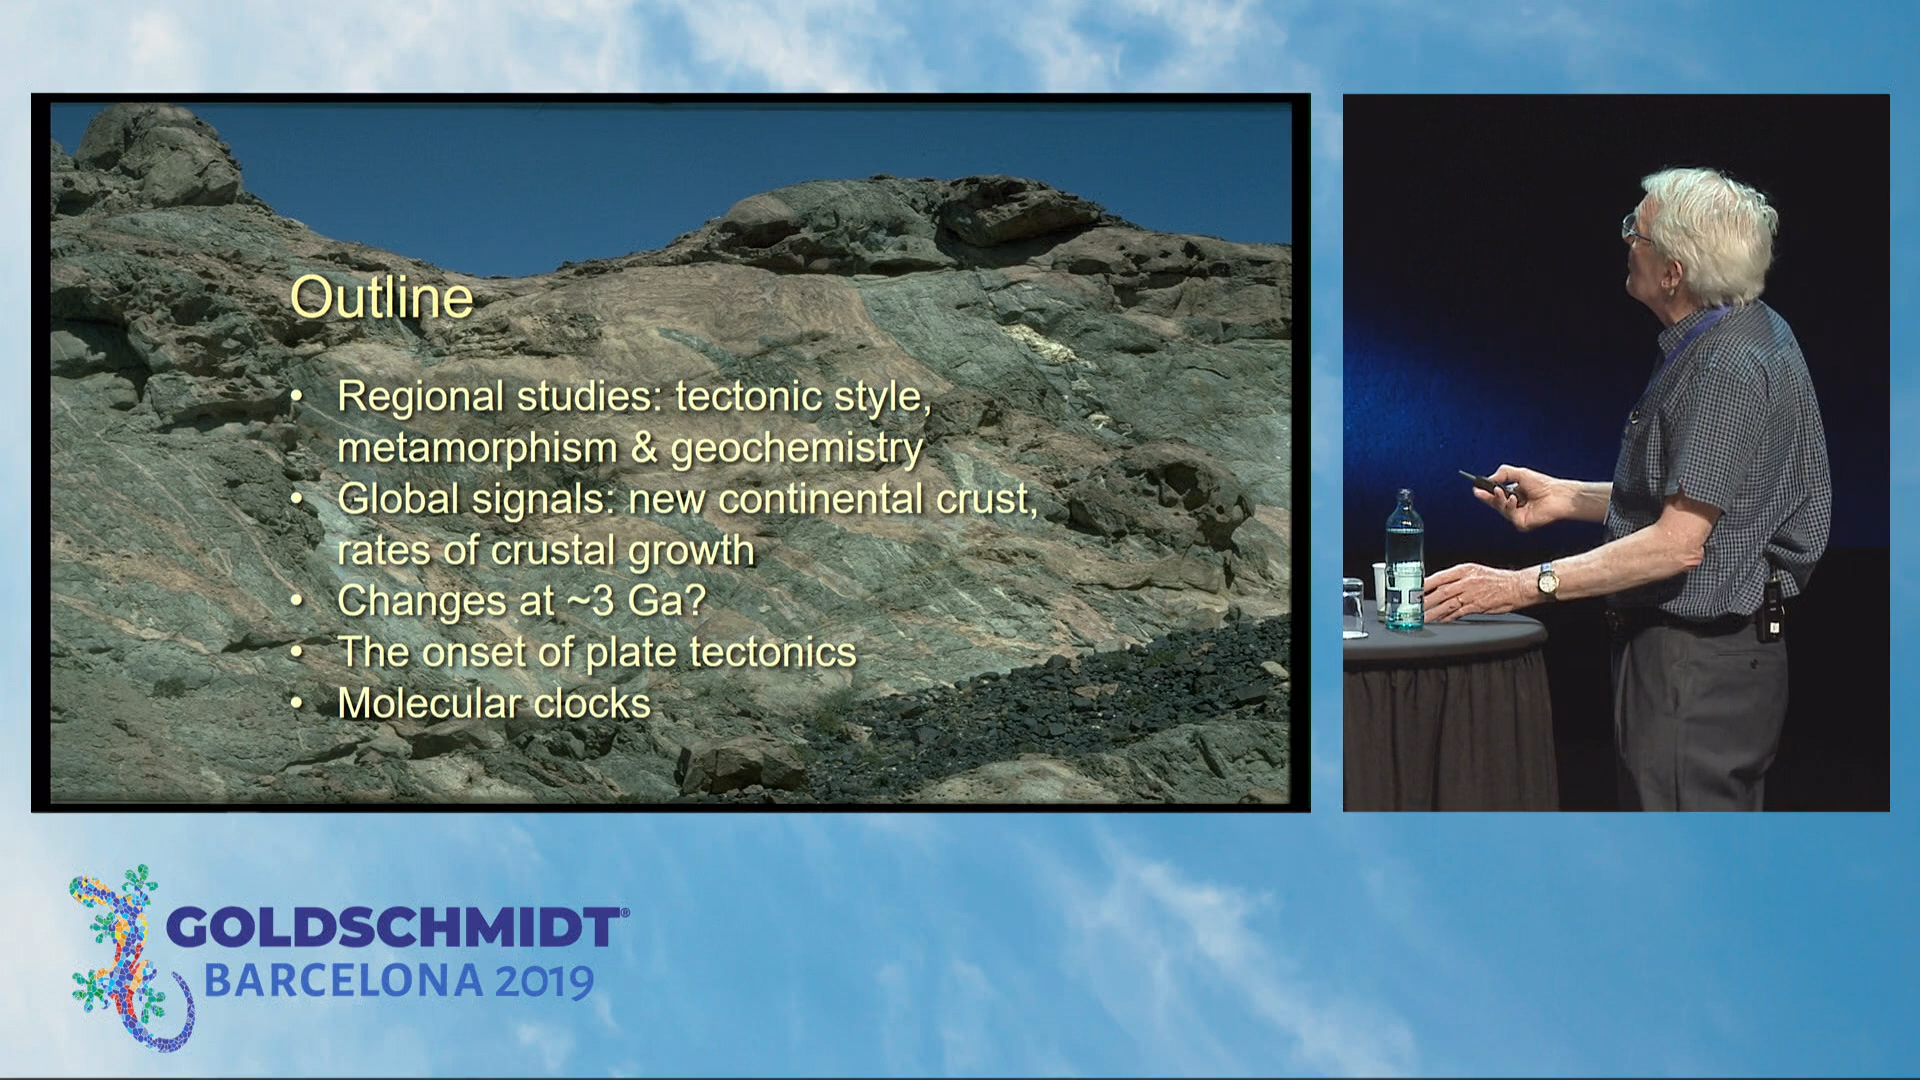 Outline
• Regional studies: tectonic style,
metamorphism & geochemistry
• Global signals: new continental crust,
rates of crustal growth
• Changes at ~3 Ga?
• The onset of plate tectonics
• Molecular clocks
GOLDSCHMIDT®
BARCELONA 2019